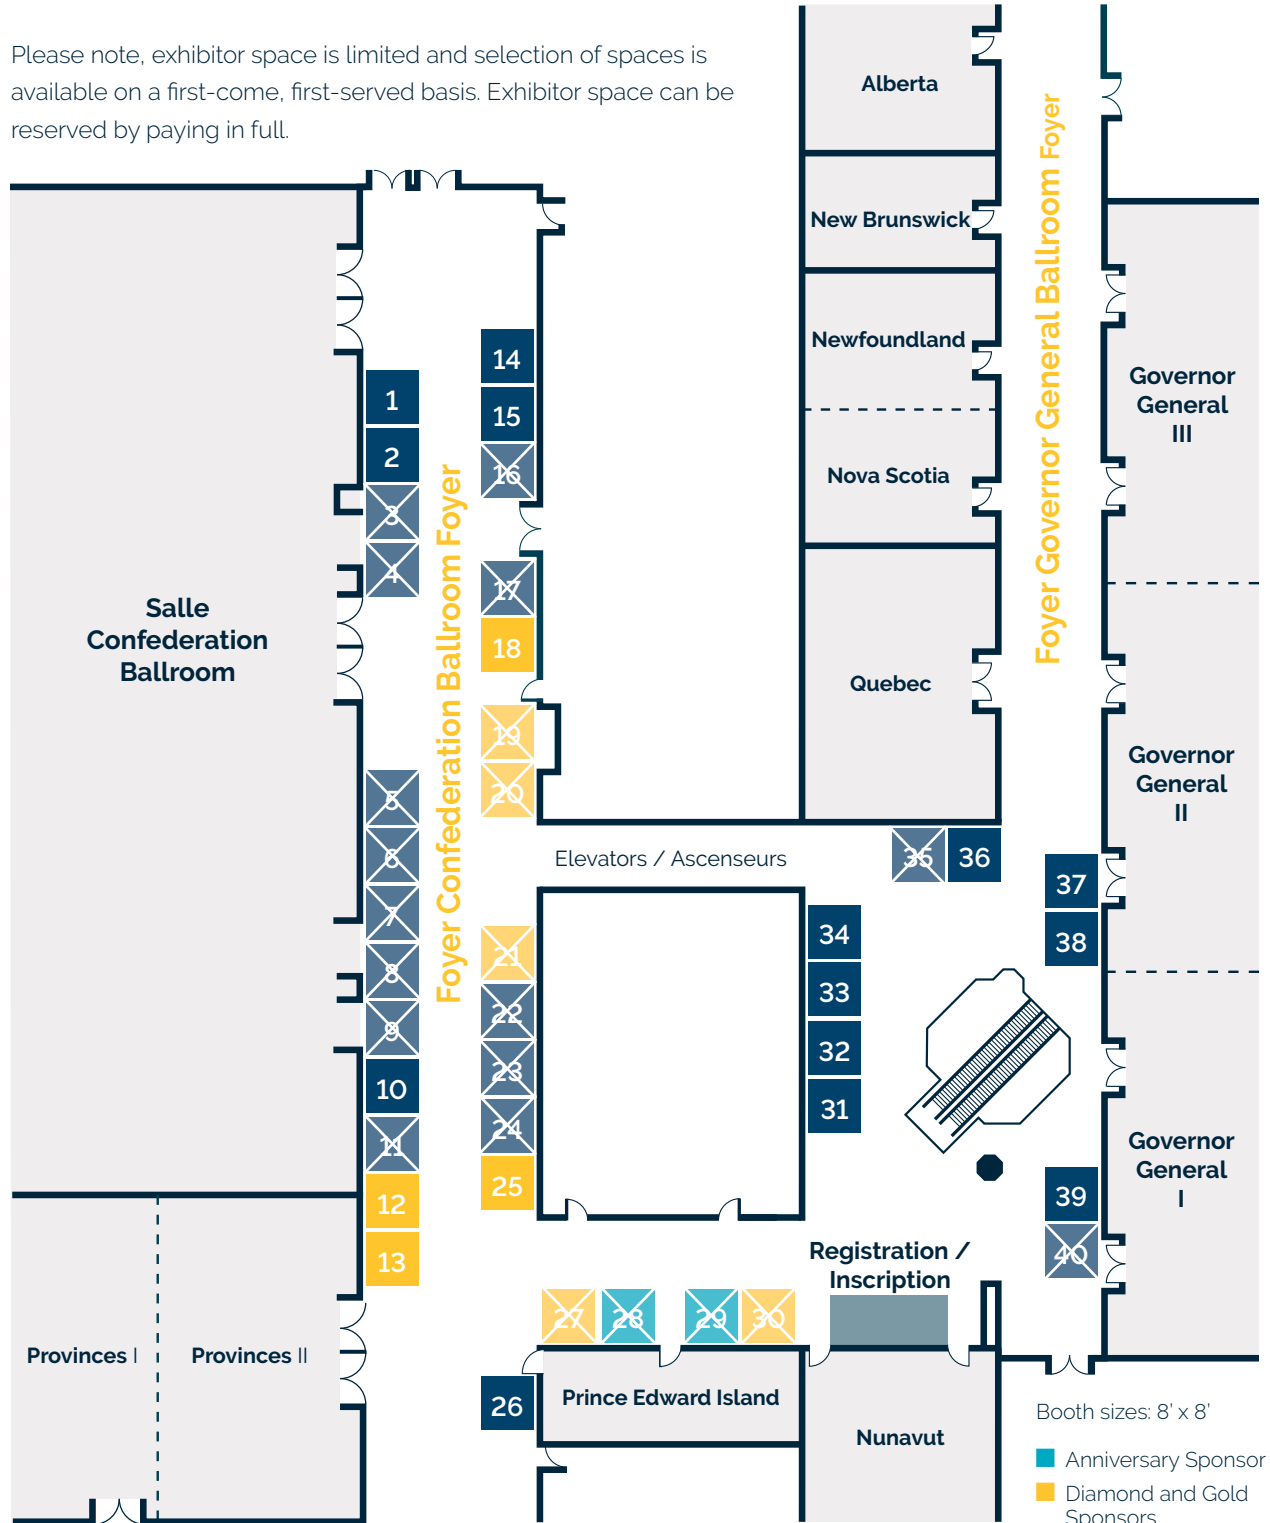 Please note, exhibitor space is limited and selection of spaces is
available on a first-come, first-served basis. Exhibitor space can be
reserved by paying in full.
Alberta
New Brunswick
Newfoundland
Nova Scotia
Quebec
Foyer Governor General Ballroom Foyer
Governor
General
III
Governor
General
II
Governor
General
I
Salle
Confederation
Ballroom
Foyer Confederation Ballroom Foyer
1
2
3
4
5
6
7
8
9
10
11
12
13
14
15
16
17
18
19
20
Elevators / Ascenseurs
21
22
23
24
25
35
36
37
38
34
33
32
31
39
40
Registration /
Inscription
27
28
29
30
26
Provinces I
Provinces II
Prince Edward Island
Nunavut
Booth sizes: 8' x 8'
Anniversary Sponsor
Diamond and Gold
Sponsors